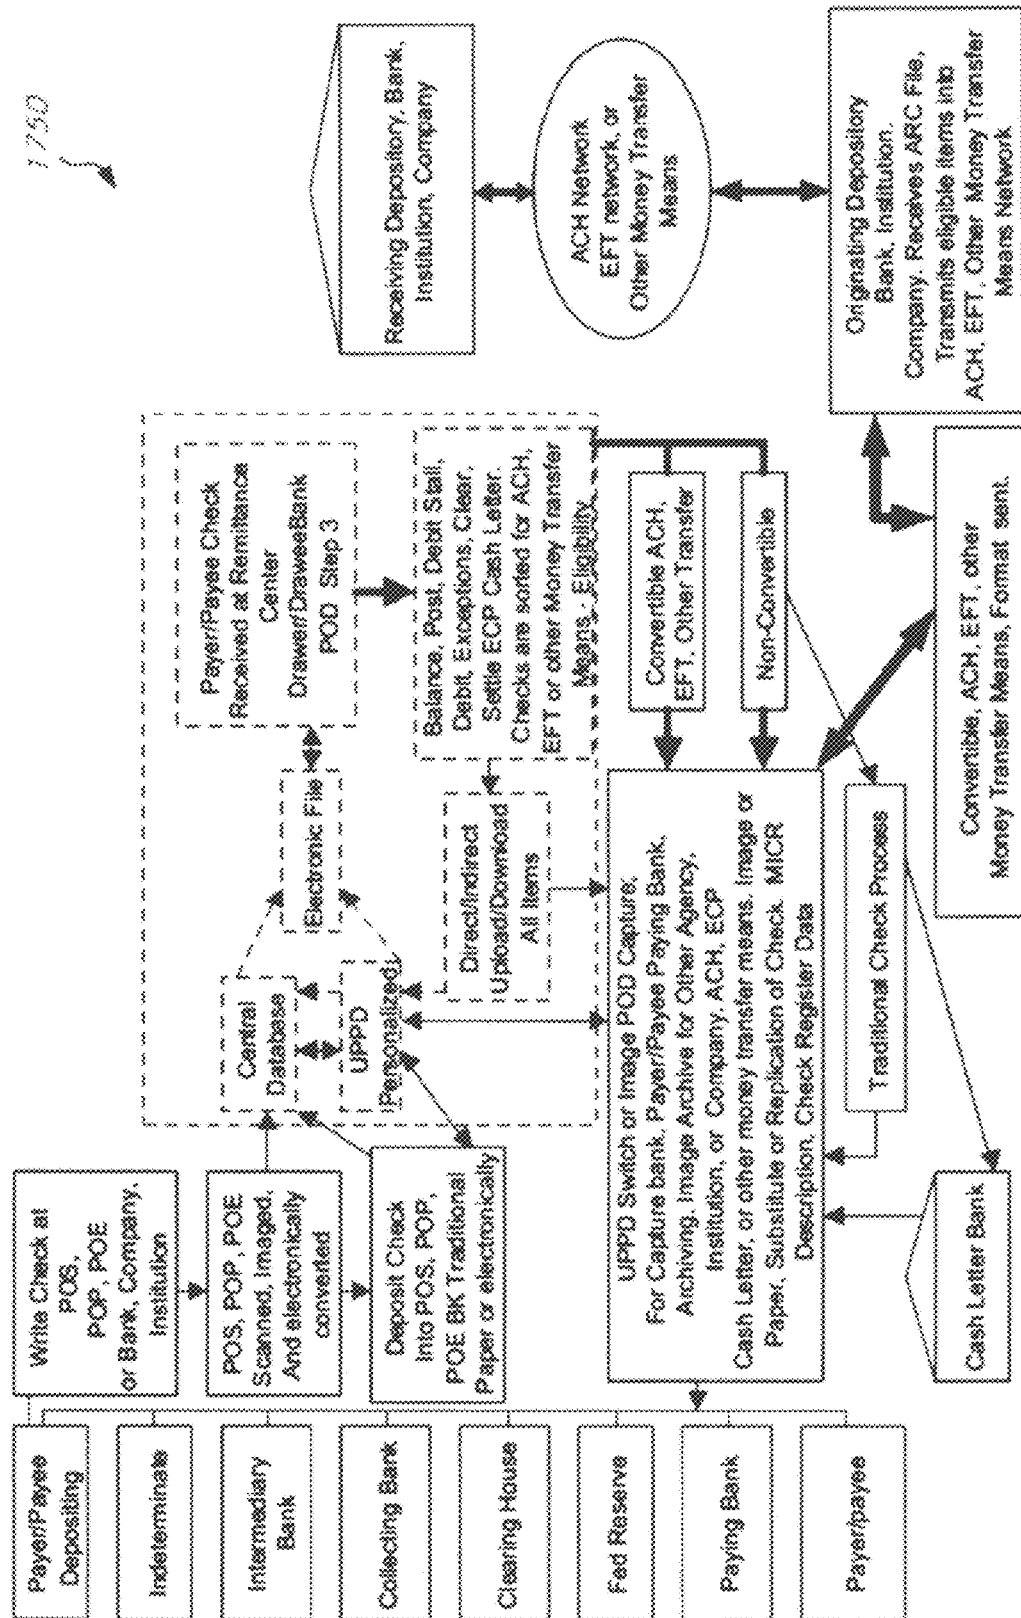 1750
Payer/Payee
Depositing
Indeterminate
Intermediary
Bank
Collecting Bank
Clearing House
Fed Reserve
Paying Bank
Payer/payee
Write Check at
POS,
POP, POE
or Bank, Company,
Institution
POS, POP, POE
Scanned, Imaged,
And electronically
converted
Deposit Check
Into POS, POP,
POE BK Traditional
Paper or electronically
Central
Database
UPPD
Personalized
Electronic File
Payer/Payee Check
Received at Remittance
Center
Drawer/DraweeBank
POD Step 3
Direct/Indirect
Upload/Download
All Items
Balance, Post, Debit Stall,
Debit, Exceptions, Clear,
Settle ECP Cash Letter.
Checks are sorted for ACH,
EFT or other Money Transfer
Means - Eligibility
UPPD Switch or Image POD Capture;
For Capture bank, Payer/Payee Paying Bank,
Archiving, Image Archive for Other Agency,
Institution, or Company, ACH, ECP
Cash Letter, or other money transfer means. Image or
Paper, Substitute or Replication of Check. MICR
Description, Check Register Data
Convertible ACH,
EFT, Other Transfer
Non-Convertible
Traditional Check Process
Cash Letter Bank
Convertible, ACH, EFT, other
Money Transfer Means, Format sent.
Receiving Depository, Bank,
Institution, Company
ACH Network
EFT network, or
Other Money Transfer
Means
Originating Depository
Bank, Institution.
Company. Receives ARC File,
Transmits eligible items into
ACH, EFT, Other Money Transfer
Means Network